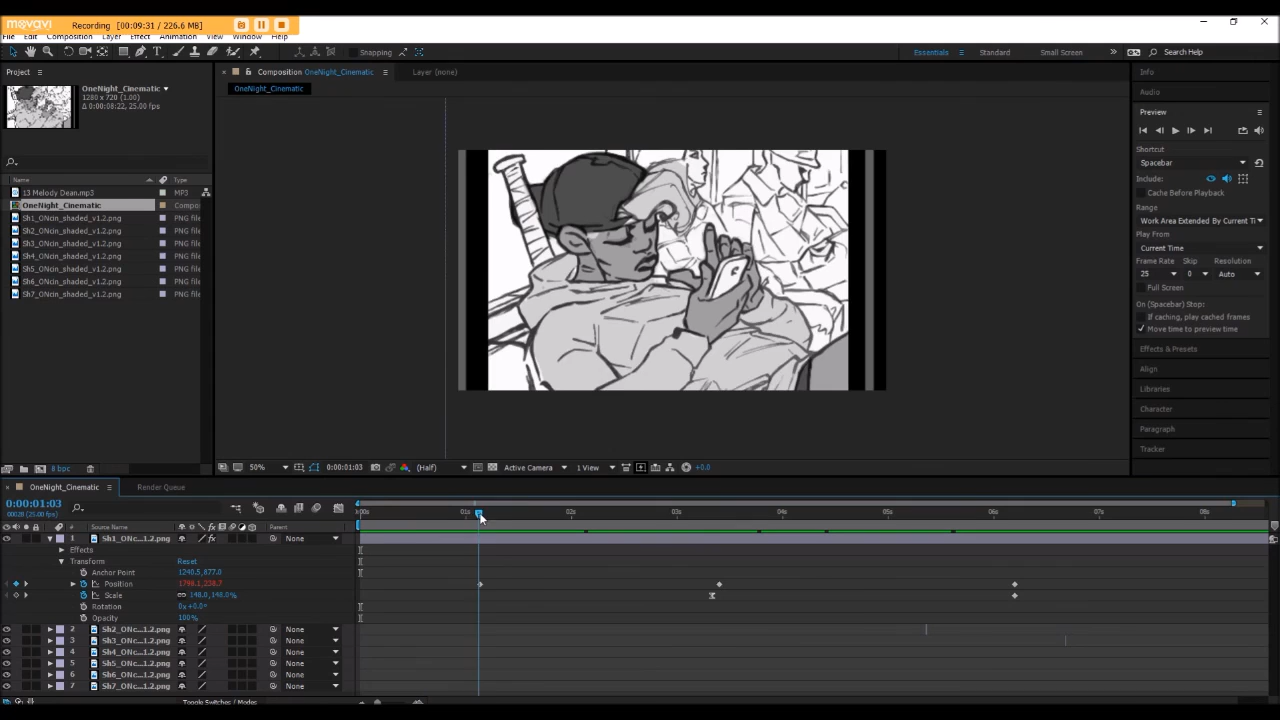 movavi
Recording [00:09:31 / 226.6 MB]
File Edit Composition Layer Effect Animation View Window Help
Snapping
Essentials Standard Small Screen » Search Help
Project
OneNight_Cinematic
1280 x 720 (1.00)
Δ 0:00:08:22, 25.00 fps
Name Type
13 Melody Dean.mp3 MP3
OneNight_Cinematic Compo
Sh1_ONcin_shaded_v1.2.png PNG file
Sh2_ONcin_shaded_v1.2.png PNG file
Sh3_ONcin_shaded_v1.2.png PNG file
Sh4_ONcin_shaded_v1.2.png PNG file
Sh5_ONcin_shaded_v1.2.png PNG file
Sh6_ONcin_shaded_v1.2.png PNG file
Sh7_ONcin_shaded_v1.2.png PNG file
8 bpc
× Composition OneNight_Cinematic Layer (none)
OneNight_Cinematic
50% 0:00:01:03 (Half) Active Camera 1 View +0.0
Info
Audio
Preview
Shortcut
Spacebar
Include:
Cache Before Playback
Range
Work Area Extended By Current Ti
Play From
Current Time
Frame Rate Skip Resolution
25 0 Auto
Full Screen
On (Spacebar) Stop:
If caching, play cached frames
Move time to preview time
Effects & Presets
Align
Libraries
Character
Paragraph
Tracker
× OneNight_Cinematic Render Queue
0:00:01:03
00028 (25.00 fps)
:00s 01s 02s 03s 04s 05s 06s 07s 08s
# Source Name Parent
1 Sh1_ONc...1.2.png None
Effects
Transform Reset
Anchor Point 1240.5,877.0
Position 1798.1,238.7
Scale 148.0,148.0%
Rotation 0x+0.0°
Opacity 100%
2 Sh2_ONc...1.2.png None
3 Sh3_ONc...1.2.png None
4 Sh4_ONc...1.2.png None
5 Sh5_ONc...1.2.png None
6 Sh6_ONc...1.2.png None
7 Sh7_ONc...1.2.png None
Toggle Switches / Modes